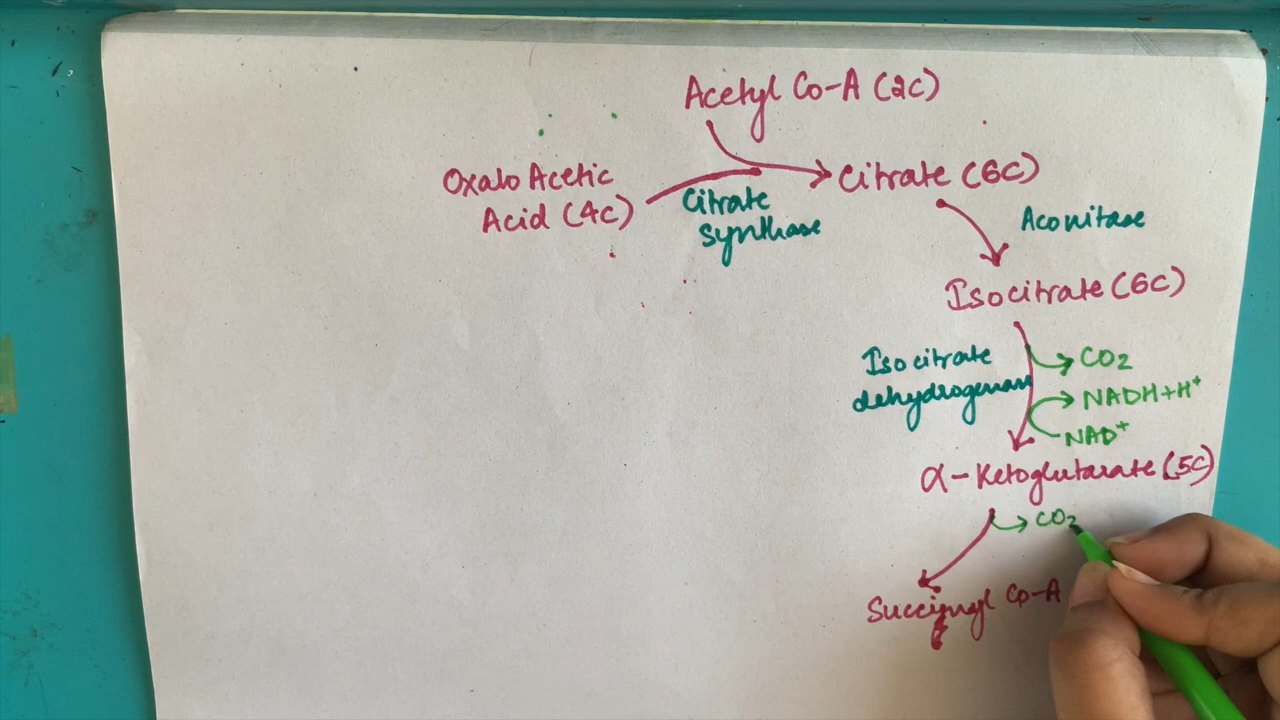 Acetyl Co-A (2C)
Oxalo Acetic
Acid (4C)
Citrate
synthase
Citrate (6C)
Aconitase
Isocitrate (6C)
Isocitrate
dehydrogenase
CO2
NADH+H+
NAD+
α-Ketoglutarate (5C)
CO2
Succinyl Co-A